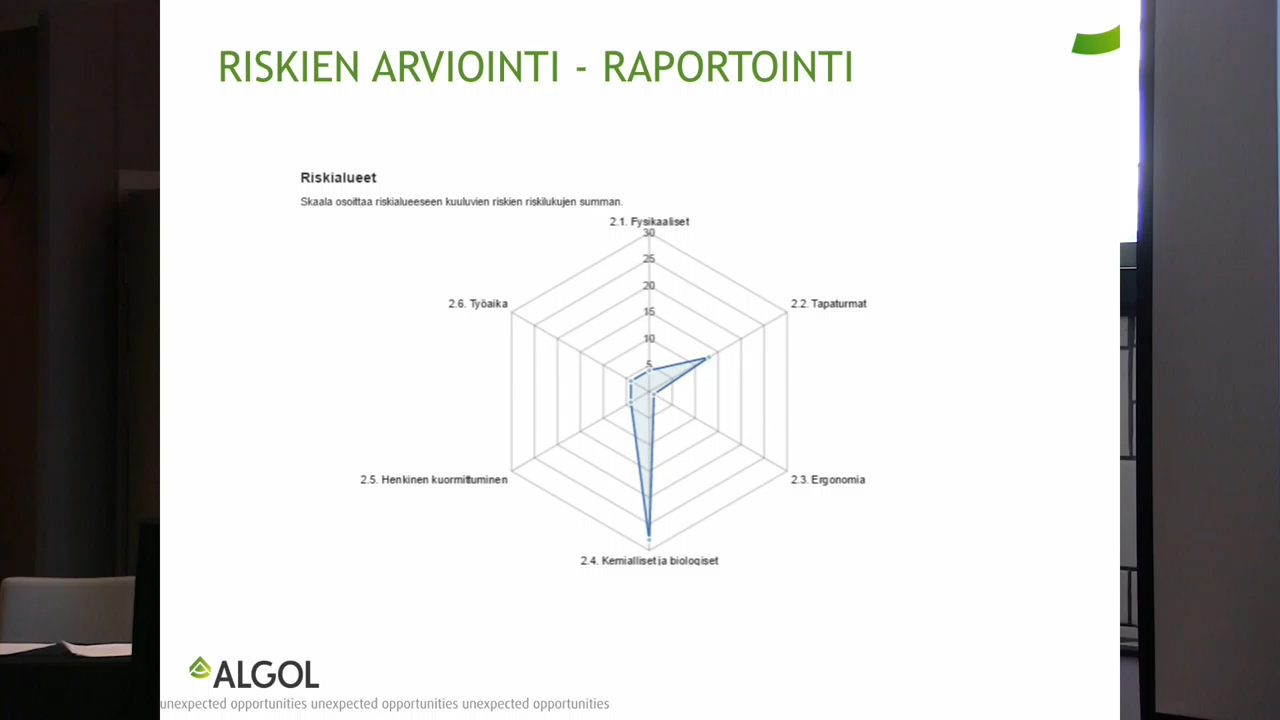 RISKIEN ARVIOINTI - RAPORTOINTI
Riskialueet
Skaala osoittaa riskialueeseen kuuluvien riskien riskilukujen summan.
2.1. Fysikaaliset
30
25
20
15
10
5
2.6. Työaika
2.2. Tapaturmat
2.5. Henkinen kuormittuminen
2.3. Ergonomia
2.4. Kemialliset ja biologiset
ALGOL
unexpected opportunities unexpected opportunities unexpected opportunities